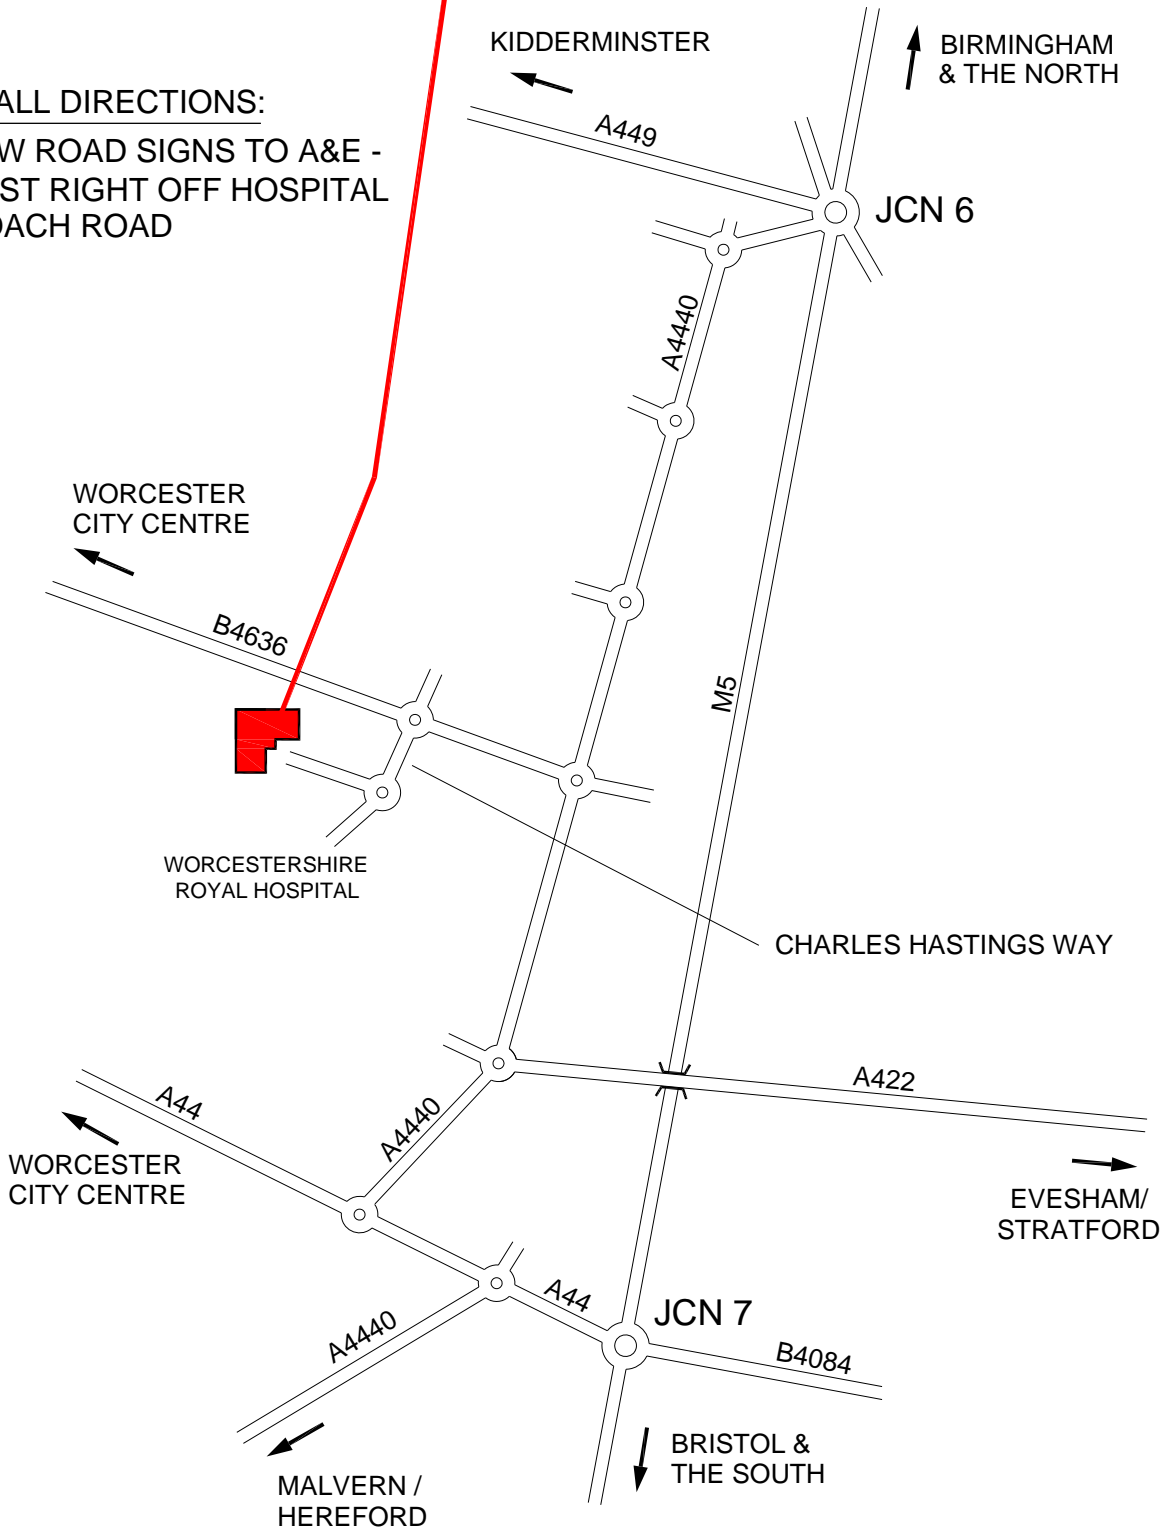 KIDDERMINSTER
BIRMINGHAM
& THE NORTH
ALL DIRECTIONS:
W ROAD SIGNS TO A&E -
ST RIGHT OFF HOSPITAL
OACH ROAD
A449
JCN 6
A4440
WORCESTER
CITY CENTRE
B4636
M5
WORCESTERSHIRE
ROYAL HOSPITAL
CHARLES HASTINGS WAY
A422
A44
A4440
WORCESTER
CITY CENTRE
EVESHAM/
STRATFORD
A44
JCN 7
A4440
B4084
BRISTOL &
THE SOUTH
MALVERN /
HEREFORD